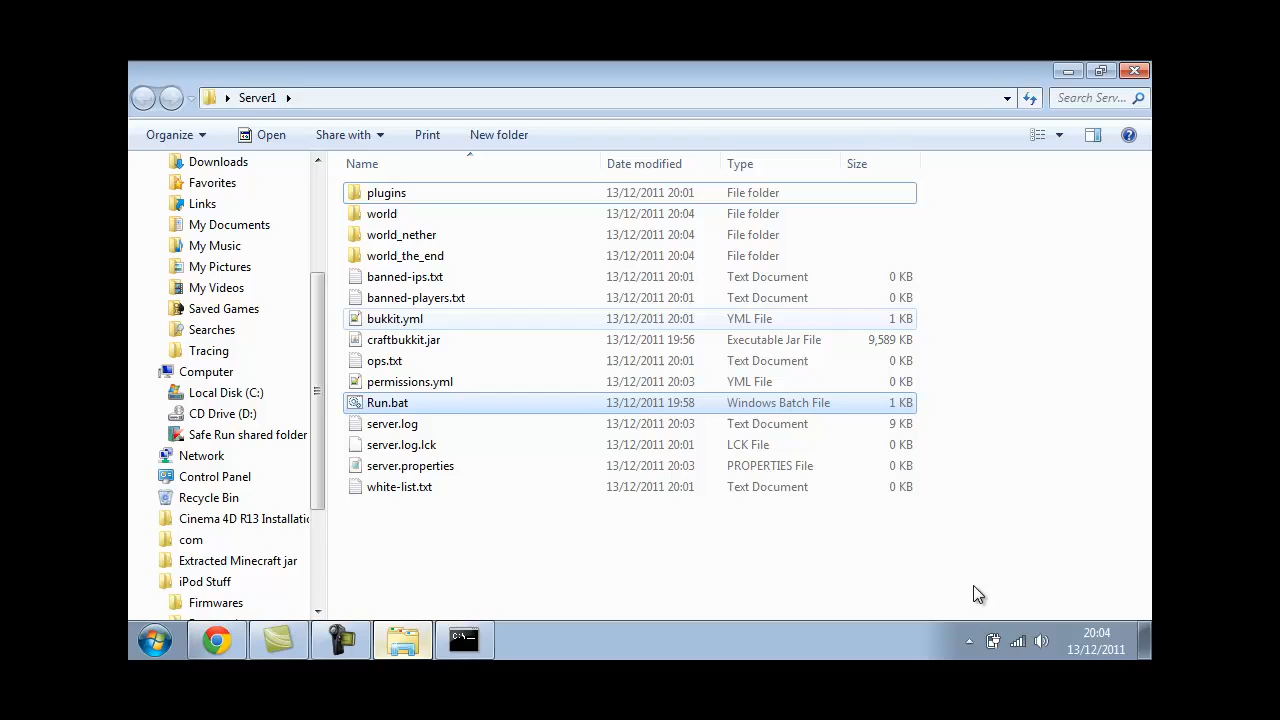 Server1
Search Serv...
Organize Open Share with Print New folder
Name Date modified Type Size
Downloads
Favorites
Links
My Documents
My Music
My Pictures
My Videos
Saved Games
Searches
Tracing
Computer
Local Disk (C:)
CD Drive (D:)
Safe Run shared folder
Network
Control Panel
Recycle Bin
Cinema 4D R13 Installatio
com
Extracted Minecraft jar
iPod Stuff
Firmwares
plugins 13/12/2011 20:01 File folder
world 13/12/2011 20:04 File folder
world_nether 13/12/2011 20:04 File folder
world_the_end 13/12/2011 20:04 File folder
banned-ips.txt 13/12/2011 20:01 Text Document 0 KB
banned-players.txt 13/12/2011 20:01 Text Document 0 KB
bukkit.yml 13/12/2011 20:01 YML File 1 KB
craftbukkit.jar 13/12/2011 19:56 Executable Jar File 9,589 KB
ops.txt 13/12/2011 20:01 Text Document 0 KB
permissions.yml 13/12/2011 20:03 YML File 0 KB
Run.bat 13/12/2011 19:58 Windows Batch File 1 KB
server.log 13/12/2011 20:03 Text Document 9 KB
server.log.lck 13/12/2011 20:01 LCK File 0 KB
server.properties 13/12/2011 20:03 PROPERTIES File 0 KB
white-list.txt 13/12/2011 20:01 Text Document 0 KB
C:\
20:04
13/12/2011